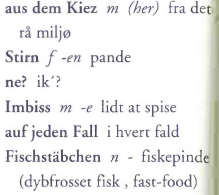 aus dem Kiez m (her) fra det
rå miljø
Stirn f -en pande
ne? ik´?
Imbiss m -e lidt at spise
auf jeden Fall i hvert fald
Fischstäbchen n - fiskepinde
(dybfrosset fisk , fast-food)